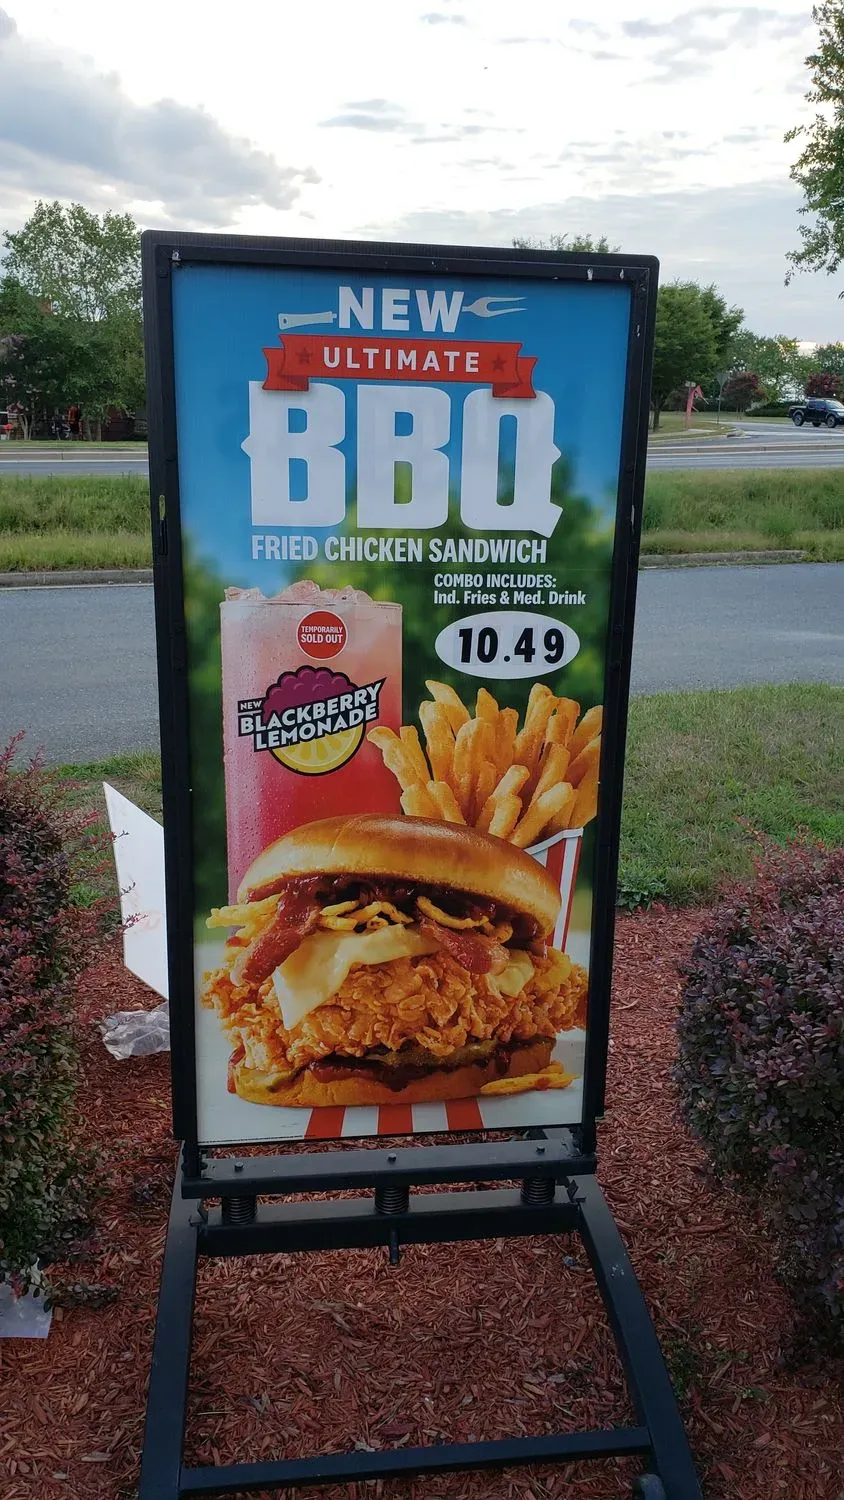 NEW
ULTIMATE
BBQ
FRIED CHICKEN SANDWICH
COMBO INCLUDES:
Ind. Fries & Med. Drink
10.49
TEMPORARILY
SOLD OUT
NEW
BLACKBERRY
LEMONADE